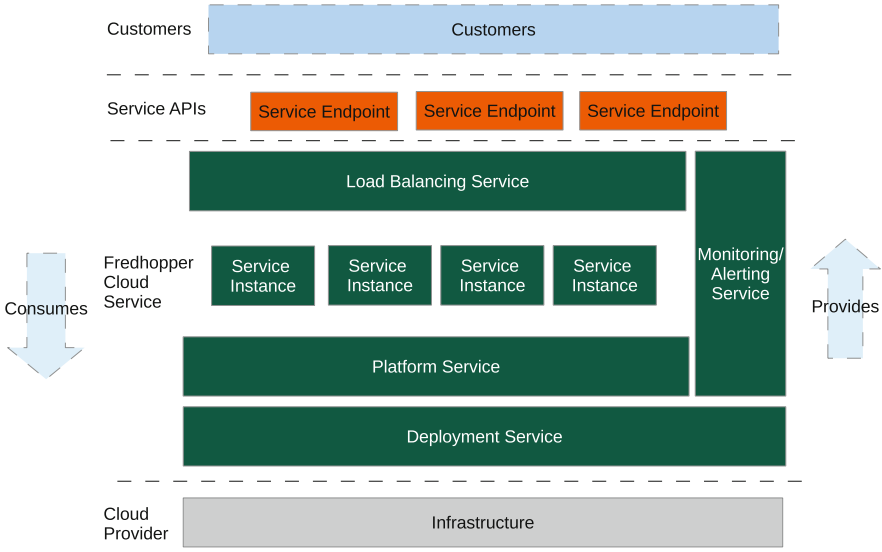 Customers
Customers
Service APIs
Service Endpoint
Service Endpoint
Service Endpoint
Load Balancing Service
Fredhopper
Cloud
Service
Service
Instance
Service
Instance
Service
Instance
Service
Instance
Monitoring/
Alerting
Service
Consumes
Provides
Platform Service
Deployment Service
Cloud
Provider
Infrastructure